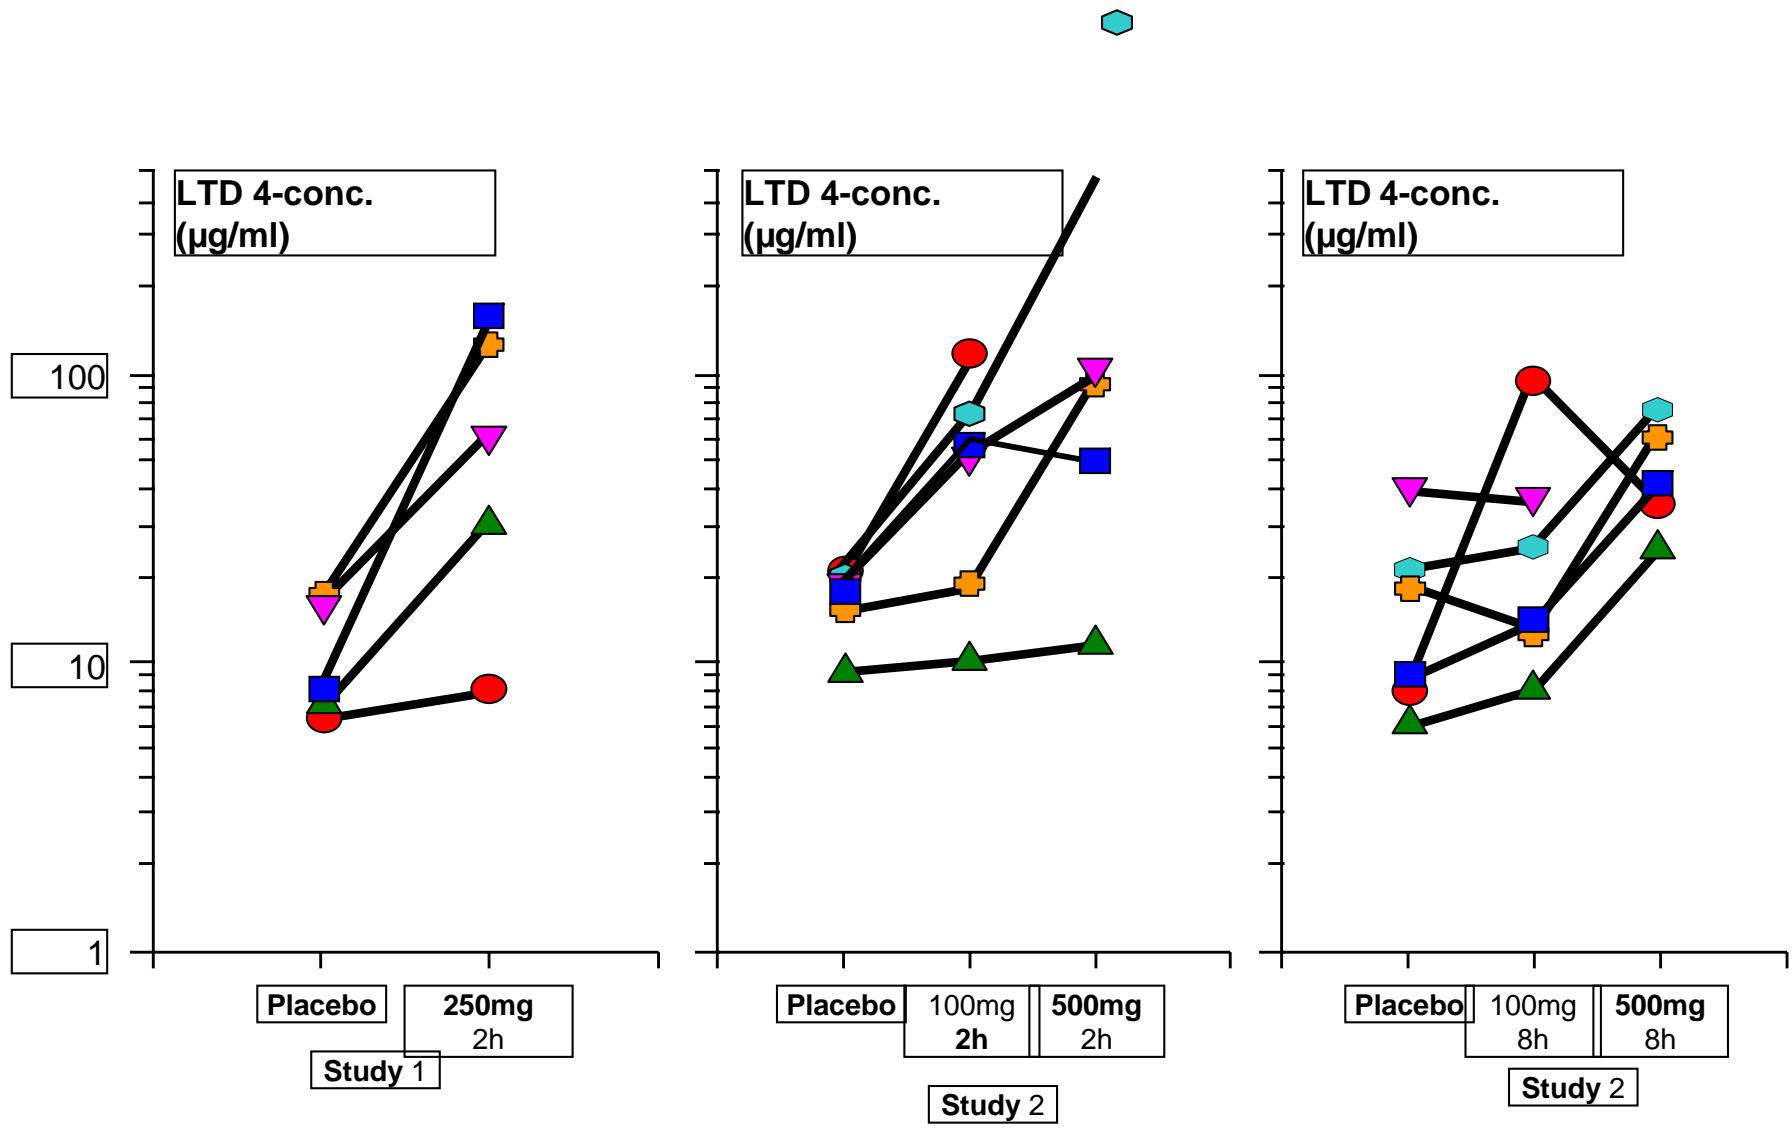 LTD 4-conc.
(µg/ml)
LTD 4-conc.
(µg/ml)
LTD 4-conc.
(µg/ml)
100
10
1
Placebo
250mg
2h
Study 1
Placebo
100mg
2h
500mg
2h
Study 2
Placebo
100mg
8h
500mg
8h
Study 2